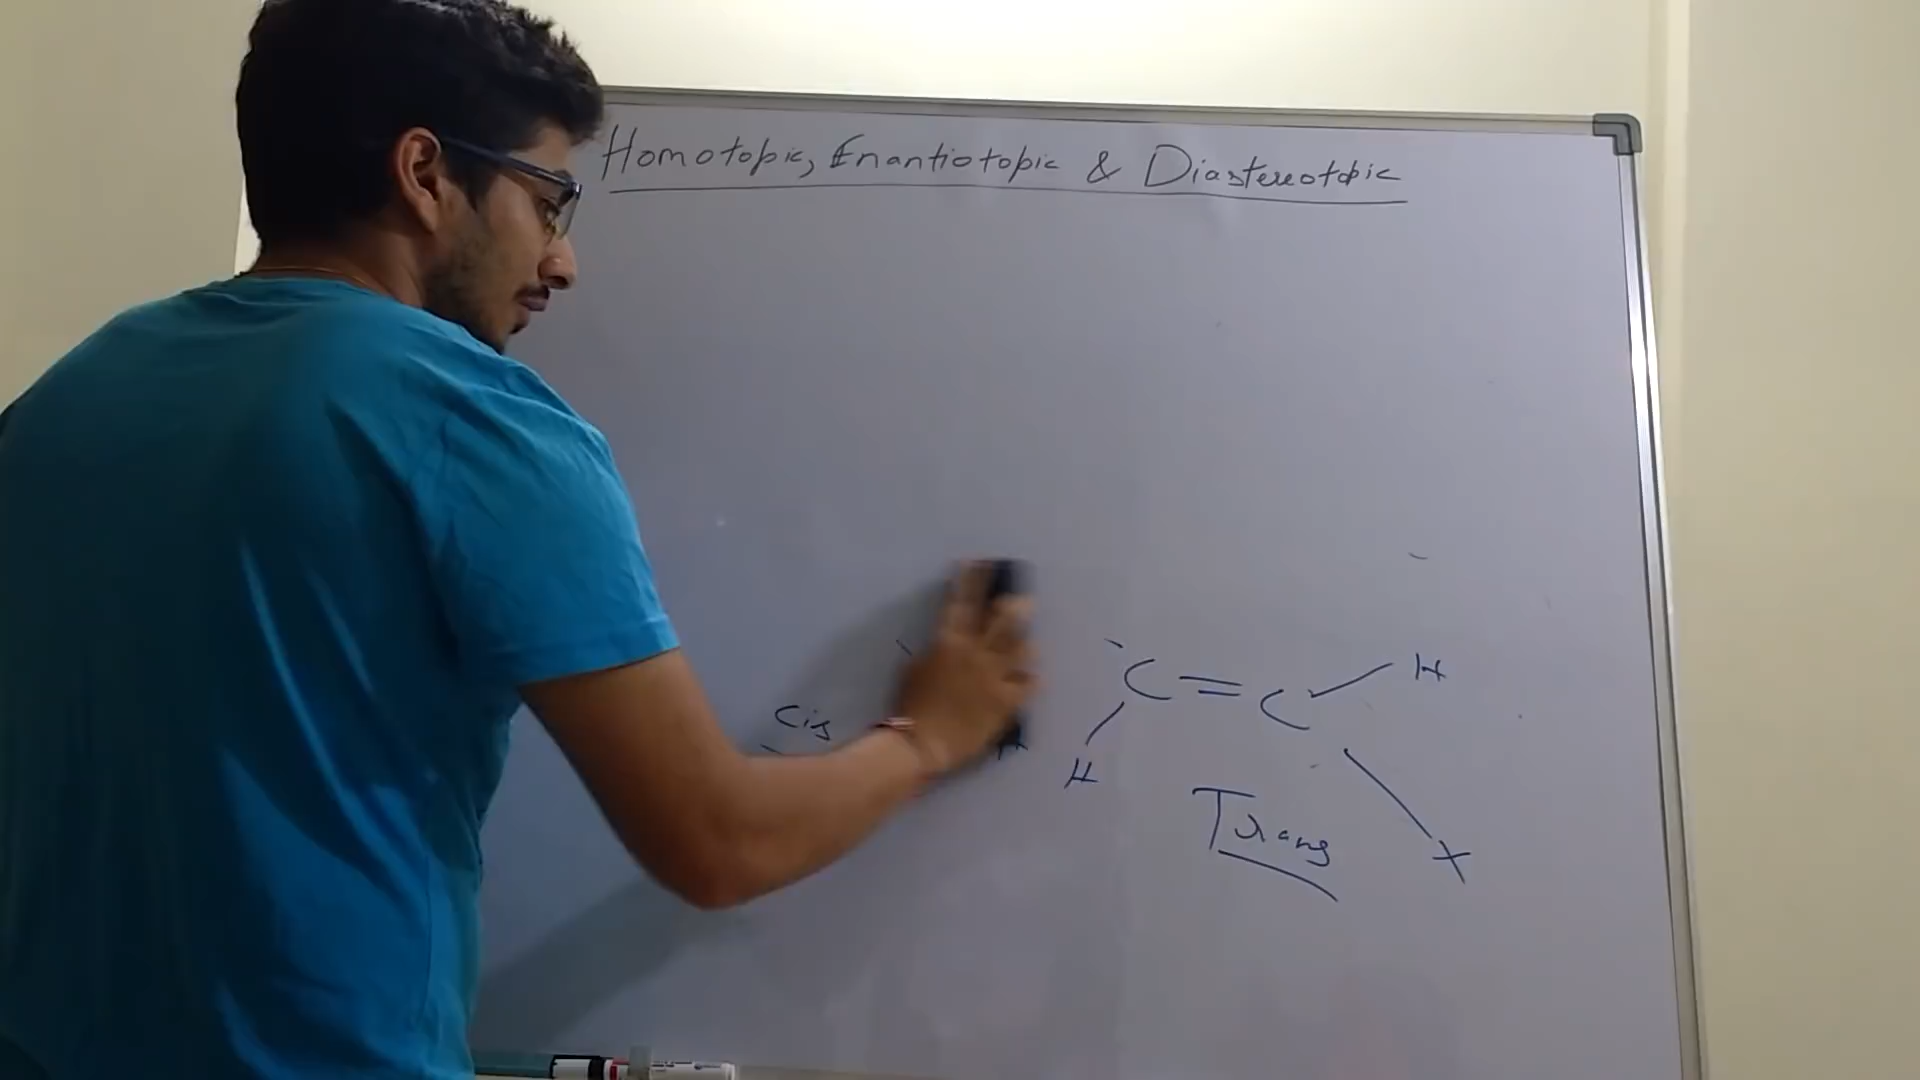 Homotopic, Enantiotopic & Diastereotopic
C = C H
Cis H
H
Trans
X